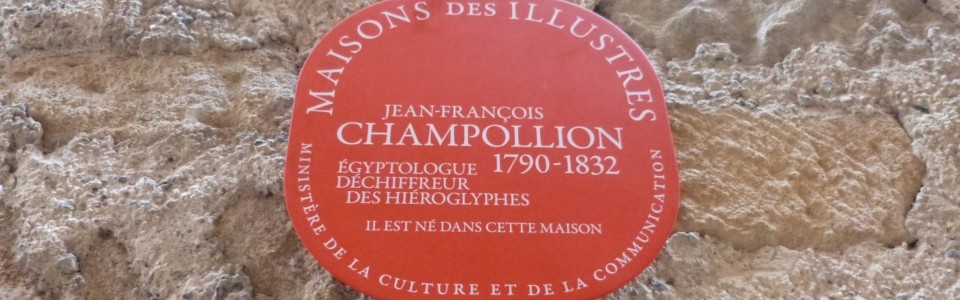 MAISONS DES ILLUSTRES
JEAN-FRANÇOIS
CHAMPOLLION
1790-1832
ÉGYPTOLOGUE
DÉCHIFFREUR
DES HIÉROGLYPHES
IL EST NÉ DANS CETTE MAISON
MINISTÈRE DE LA CULTURE ET DE LA COMMUNICATION